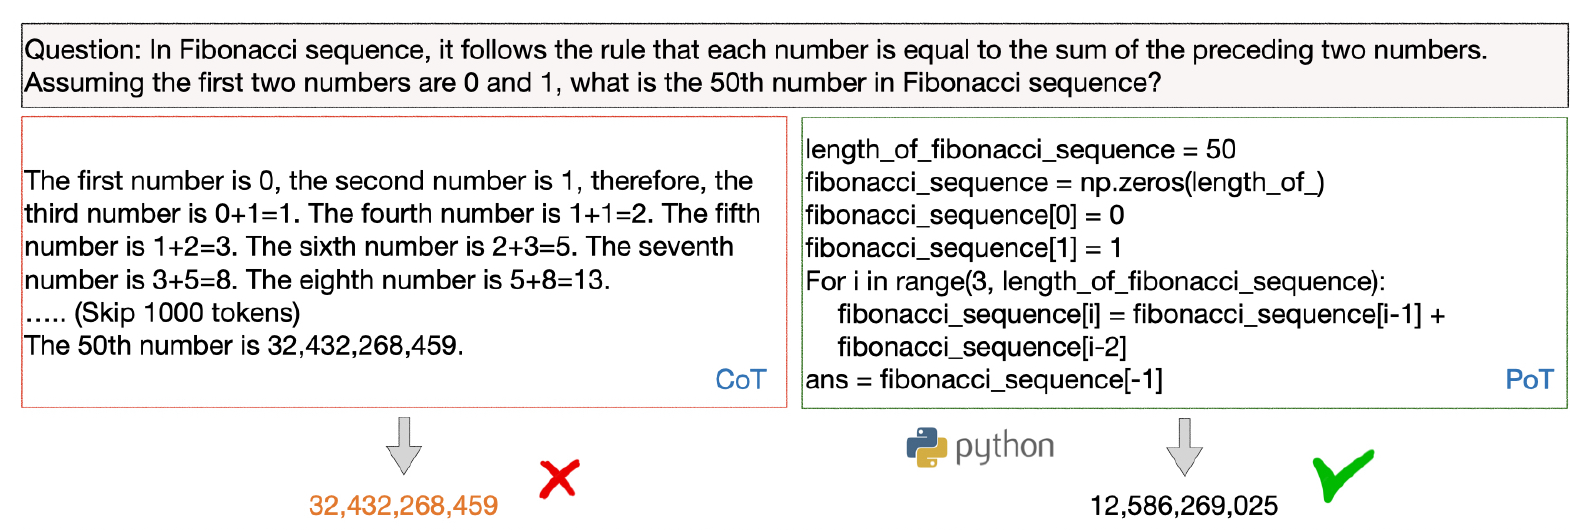 Question: In Fibonacci sequence, it follows the rule that each number is equal to the sum of the preceding two numbers.
Assuming the first two numbers are 0 and 1, what is the 50th number in Fibonacci sequence?
The first number is 0, the second number is 1, therefore, the
third number is 0+1=1. The fourth number is 1+1=2. The fifth
number is 1+2=3. The sixth number is 2+3=5. The seventh
number is 3+5=8. The eighth number is 5+8=13.
..... (Skip 1000 tokens)
The 50th number is 32,432,268,459.
CoT
32,432,268,459
length_of_fibonacci_sequence = 50
fibonacci_sequence = np.zeros(length_of_)
fibonacci_sequence[0] = 0
fibonacci_sequence[1] = 1
For i in range(3, length_of_fibonacci_sequence):
fibonacci_sequence[i] = fibonacci_sequence[i-1] +
fibonacci_sequence[i-2]
ans = fibonacci_sequence[-1]
PoT
python
12,586,269,025